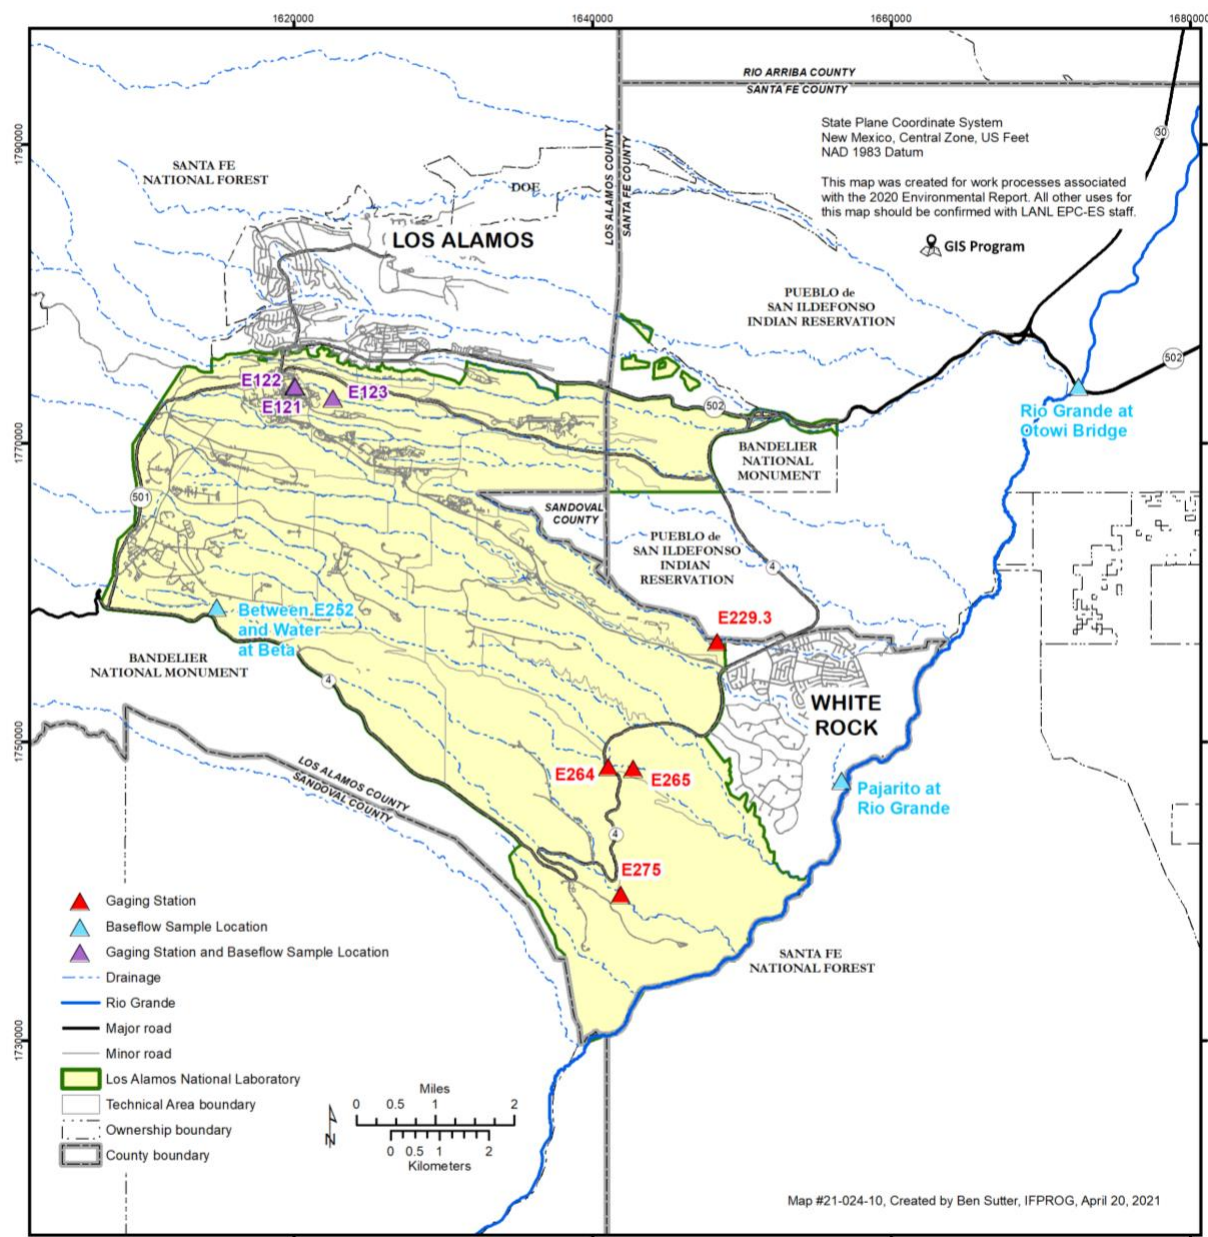 1620000
1640000
1660000
1680000
RIO ARRIBA COUNTY
SANTA FE COUNTY
State Plane Coordinate System
New Mexico, Central Zone, US Feet
NAD 1983 Datum
30
1790000
LOS ALAMOS COUNTY
SANTA FE COUNTY
SANTA FE
NATIONAL FOREST
DOE
This map was created for work processes associated
with the 2020 Environmental Report. All other uses for
this map should be confirmed with LANL EPC-ES staff.
LOS ALAMOS
GIS Program
PUEBLO de
SAN ILDEFONSO
INDIAN RESERVATION
502
E122
E121
E123
502
Rio Grande at
Otowi Bridge
1770000
BANDELIER
NATIONAL
MONUMENT
501
SANDOVAL
COUNTY
PUEBLO de
SAN ILDEFONSO
INDIAN
RESERVATION
4
Between E252
and Water
at Beta
E229.3
BANDELIER
NATIONAL MONUMENT
4
WHITE
ROCK
1750000
LOS ALAMOS COUNTY
SANDOVAL COUNTY
E264
E265
Pajarito at
Rio Grande
4
E275
SANTA FE
NATIONAL FOREST
Gaging Station
Baseflow Sample Location
Gaging Station and Baseflow Sample Location
Drainage
Rio Grande
Major road
Minor road
Los Alamos National Laboratory
Technical Area boundary
Ownership boundary
County boundary
1730000
Miles
0 0.5 1 2
N
0 0.5 1 2
Kilometers
Map #21-024-10, Created by Ben Sutter, IFPROG, April 20, 2021